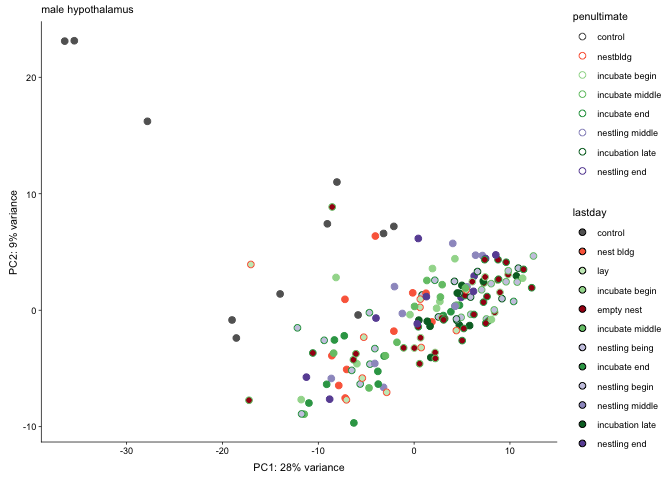 male hypothalamus
PC2: 9% variance
20
10
0
-10
-30
-20
-10
0
10
PC1: 28% variance
penultimate
control
nestbldg
incubate begin
incubate middle
incubate end
nestling middle
incubation late
nestling end
lastday
control
nest bldg
lay
incubate begin
empty nest
incubate middle
nestling being
incubate end
nestling begin
nestling middle
incubation late
nestling end